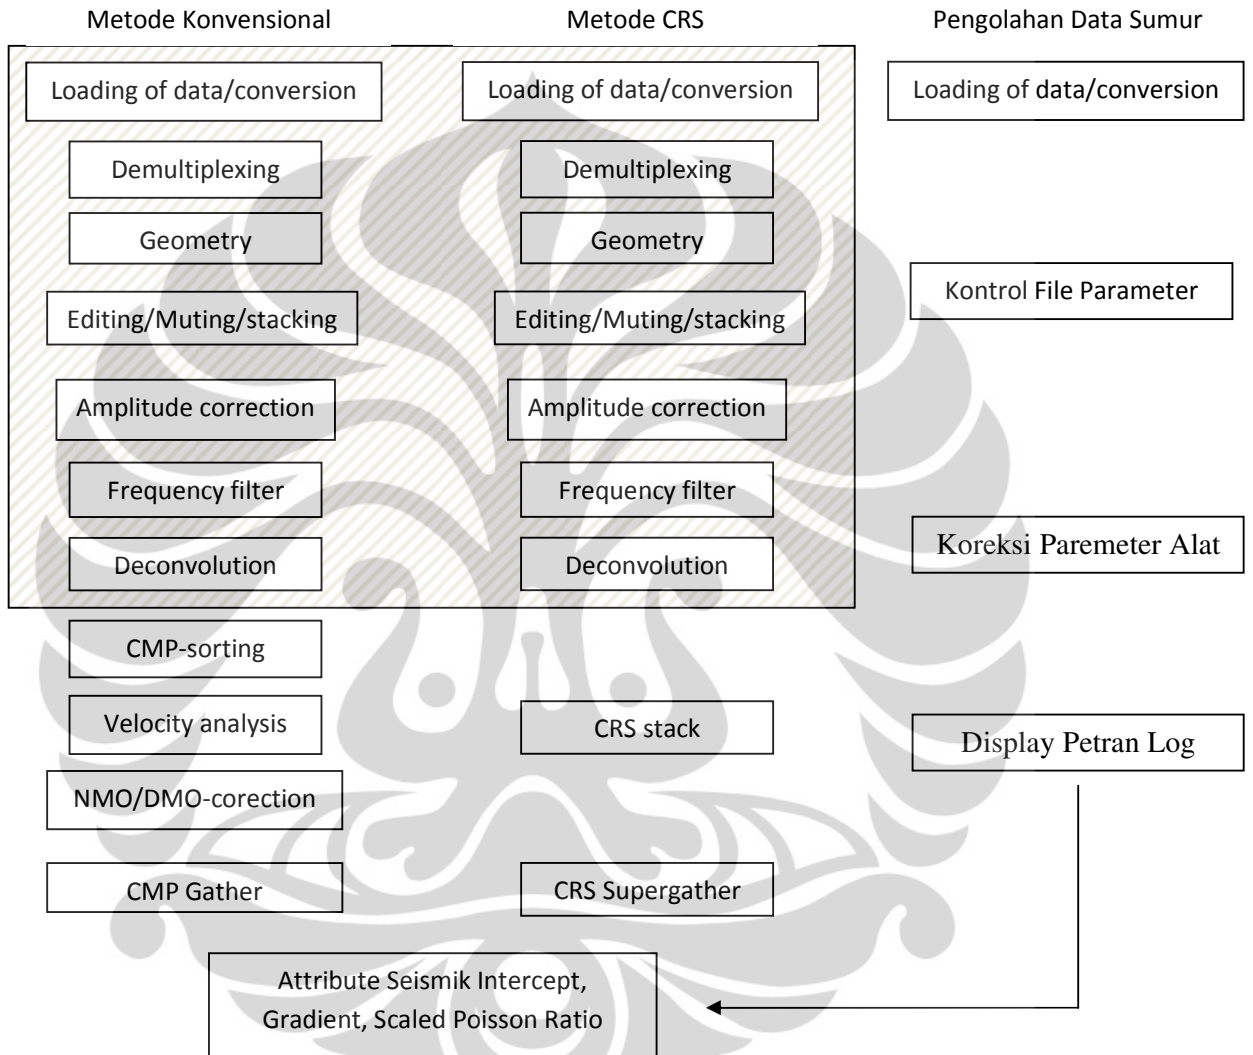 Metode Konvensional
Metode CRS
Pengolahan Data Sumur
Loading of data/conversion
Loading of data/conversion
Loading of data/conversion
Demultiplexing
Demultiplexing
Geometry
Geometry
Kontrol File Parameter
Editing/Muting/stacking
Editing/Muting/stacking
Amplitude correction
Amplitude correction
Frequency filter
Frequency filter
Koreksi Paremeter Alat
Deconvolution
Deconvolution
CMP-sorting
Velocity analysis
CRS stack
Display Petran Log
NMO/DMO-corection
CMP Gather
CRS Supergather
Attribute Seismik Intercept,
Gradient, Scaled Poisson Ratio